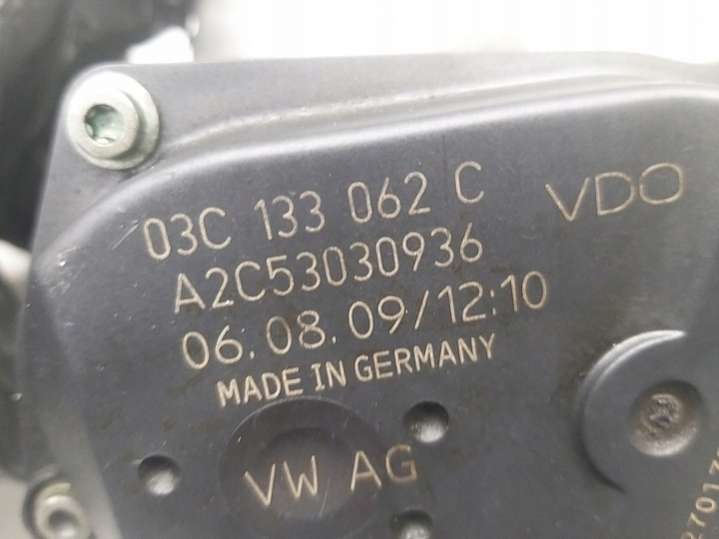 03C 133 062 C
VDO
A2C53030936
06.08.09/12:10
MADE IN GERMANY
VW AG